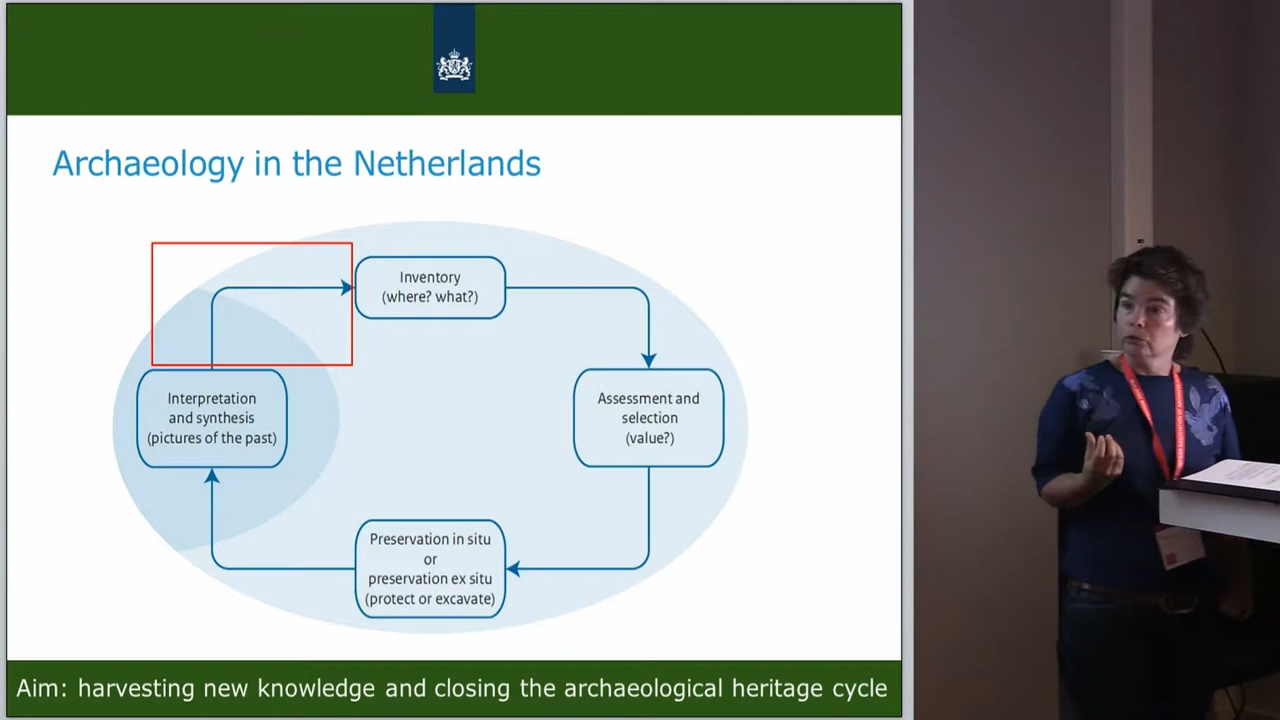 Archaeology in the Netherlands
Inventory
(where? what?)
Interpretation
and synthesis
(pictures of the past)
Assessment and
selection
(value?)
Preservation in situ
or
preservation ex situ
(protect or excavate)
Aim: harvesting new knowledge and closing the archaeological heritage cycle